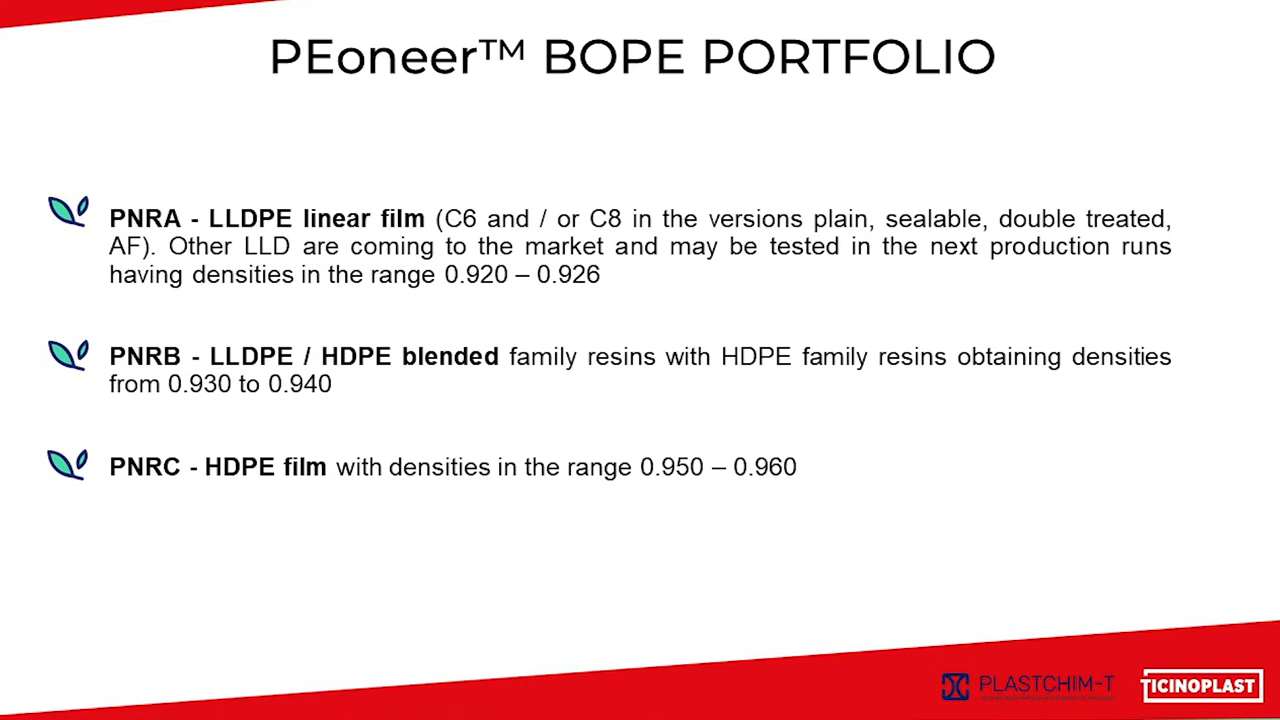 PEoneer™ BOPE PORTFOLIO
PNRA - LLDPE linear film (C6 and / or C8 in the versions plain, sealable, double treated,
AF). Other LLD are coming to the market and may be tested in the next production runs
having densities in the range 0.920 – 0.926
PNRB - LLDPE / HDPE blended family resins with HDPE family resins obtaining densities
from 0.930 to 0.940
PNRC - HDPE film with densities in the range 0.950 – 0.960
PLASTCHIM-T
TICINOPLAST